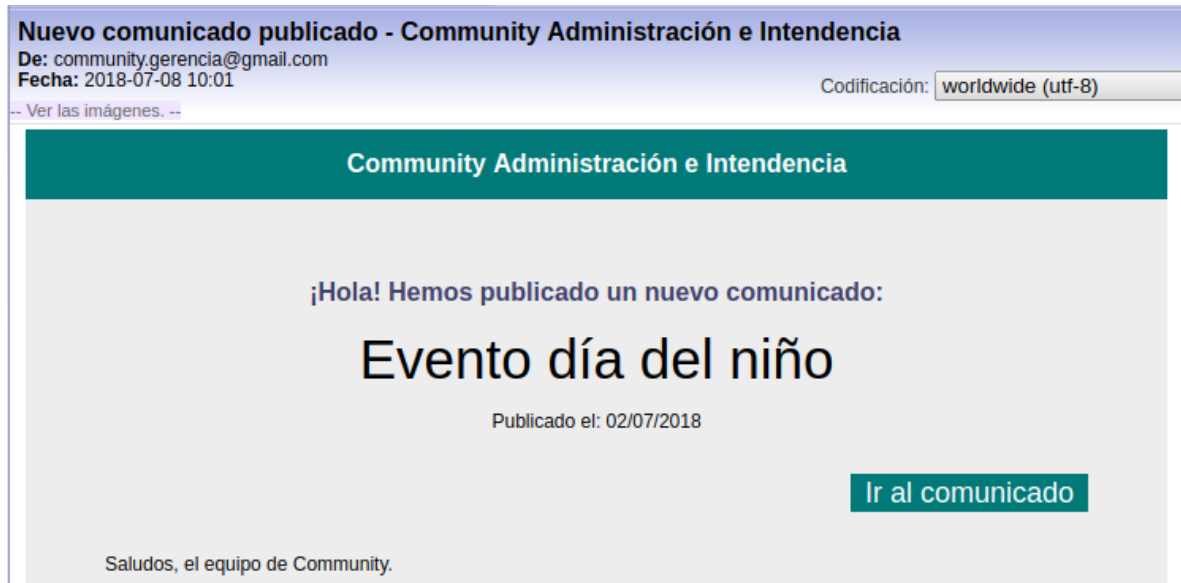 Nuevo comunicado publicado - Community Administración e Intendencia
De: community.gerencia@gmail.com
Fecha: 2018-07-08 10:01
Codificación: worldwide (utf-8)
-- Ver las imágenes. --
Community Administración e Intendencia
¡Hola! Hemos publicado un nuevo comunicado:
Evento día del niño
Publicado el: 02/07/2018
Ir al comunicado
Saludos, el equipo de Community.